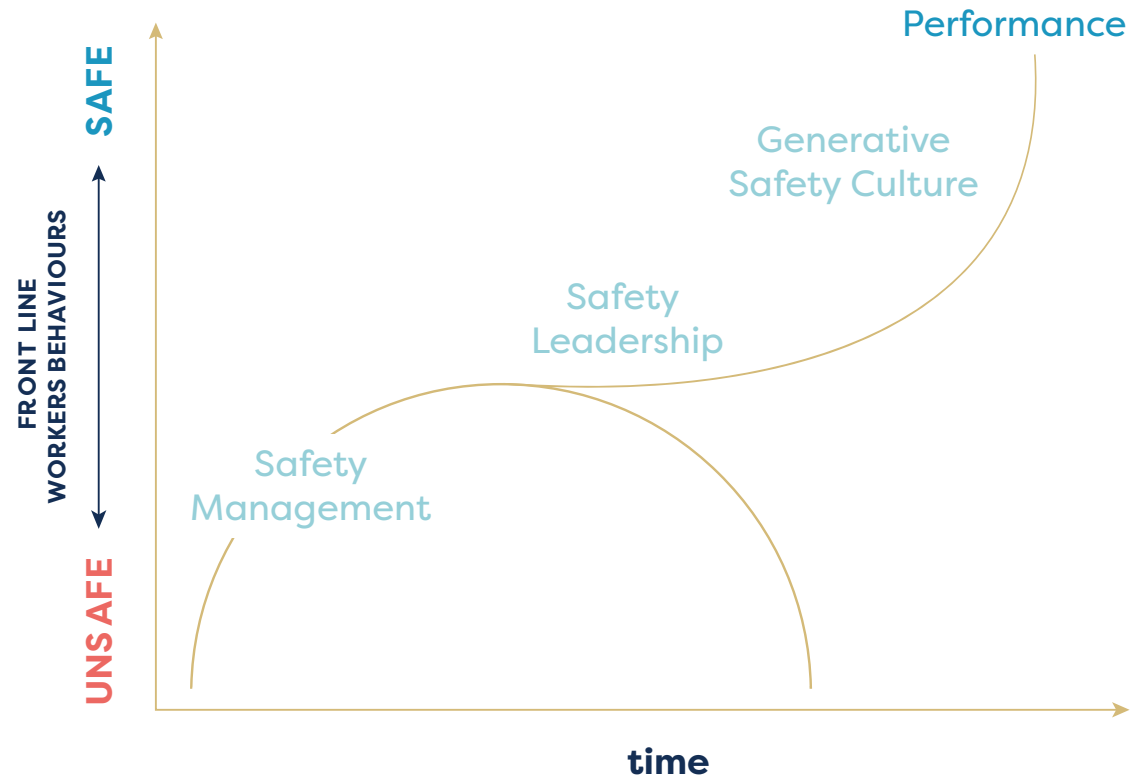 Performance
SAFE
Generative
Safety Culture
FRONT LINE
WORKERS BEHAVIOURS
Safety
Leadership
Safety
Management
UNSAFE
time